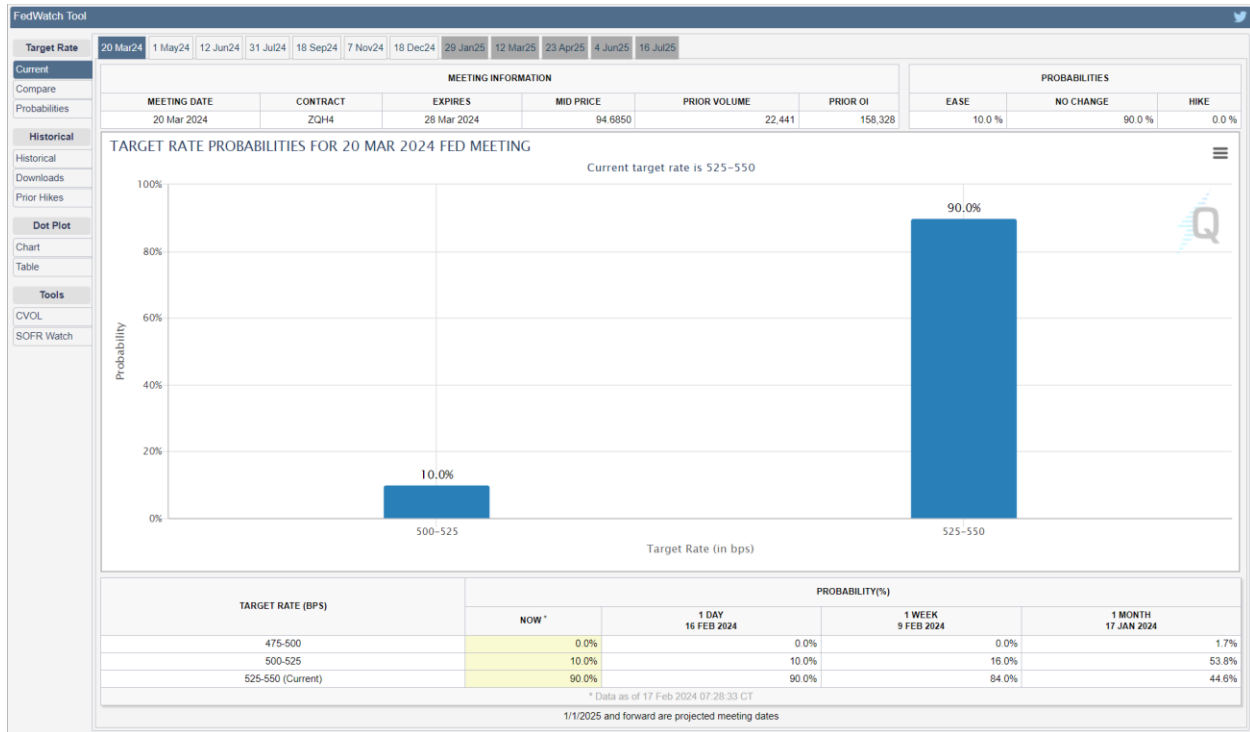 FedWatch Tool
Target Rate
Current
Compare
Probabilities
Historical
Historical
Downloads
Prior Hikes
Dot Plot
Chart
Table
Tools
CVOL
SOFR Watch
20 Mar24 1 May24 12 Jun24 31 Jul24 18 Sep24 7 Nov24 18 Dec24 29 Jan25 12 Mar25 23 Apr25 4 Jun25 16 Jul25
MEETING INFORMATION
MEETING DATE CONTRACT EXPIRES MID PRICE PRIOR VOLUME PRIOR OI
20 Mar 2024 ZQH4 28 Mar 2024 94.6850 22,441 158,328
PROBABILITIES
EASE NO CHANGE HIKE
10.0 % 90.0 % 0.0 %
TARGET RATE PROBABILITIES FOR 20 MAR 2024 FED MEETING
Current target rate is 525-550
Probability
100%
80%
60%
40%
20%
0%
10.0%
90.0%
Q
500-525 525-550
Target Rate (in bps)
TARGET RATE (BPS) PROBABILITY(%)
NOW * 1 DAY 1 WEEK 1 MONTH
16 FEB 2024 9 FEB 2024 17 JAN 2024
475-500 0.0% 0.0% 0.0% 1.7%
500-525 10.0% 10.0% 16.0% 53.8%
525-550 (Current) 90.0% 90.0% 84.0% 44.6%
* Data as of 17 Feb 2024 07:28:33 CT
1/1/2025 and forward are projected meeting dates